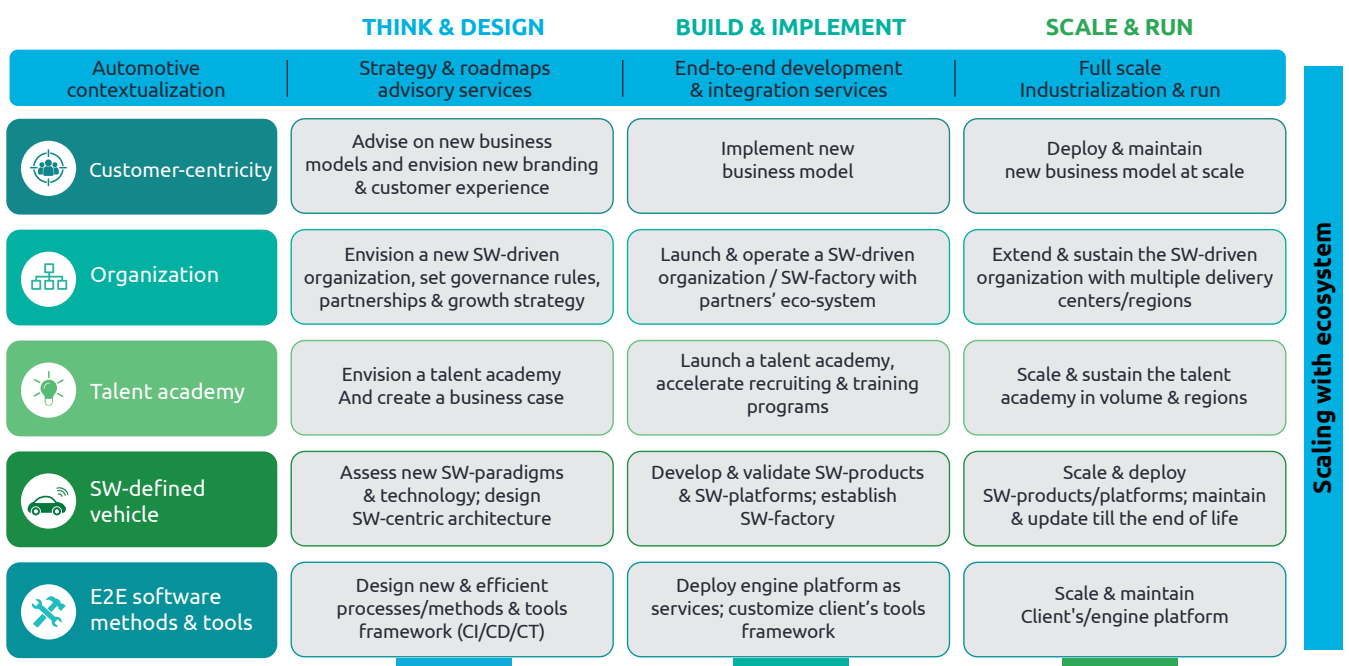 THINK & DESIGN
BUILD & IMPLEMENT
SCALE & RUN
Automotive
contextualization
Strategy & roadmaps
advisory services
End-to-end development
& integration services
Full scale
Industrialization & run
Customer-centricity
Advise on new business
models and envision new branding
& customer experience
Implement new
business model
Deploy & maintain
new business model at scale
Organization
Envision a new SW-driven
organization, set governance rules,
partnerships & growth strategy
Launch & operate a SW-driven
organization / SW-factory with
partners’ eco-system
Extend & sustain the SW-driven
organization with multiple delivery
centers/regions
Talent academy
Envision a talent academy
And create a business case
Launch a talent academy,
accelerate recruiting & training
programs
Scale & sustain the talent
academy in volume & regions
SW-defined
vehicle
Assess new SW-paradigms
& technology; design
SW-centric architecture
Develop & validate SW-products
& SW-platforms; establish
SW-factory
Scale & deploy
SW-products/platforms; maintain
& update till the end of life
E2E software
methods & tools
Design new & efficient
processes/methods & tools
framework (CI/CD/CT)
Deploy engine platform as
services; customize client’s tools
framework
Scale & maintain
Client's/engine platform
Scaling with ecosystem